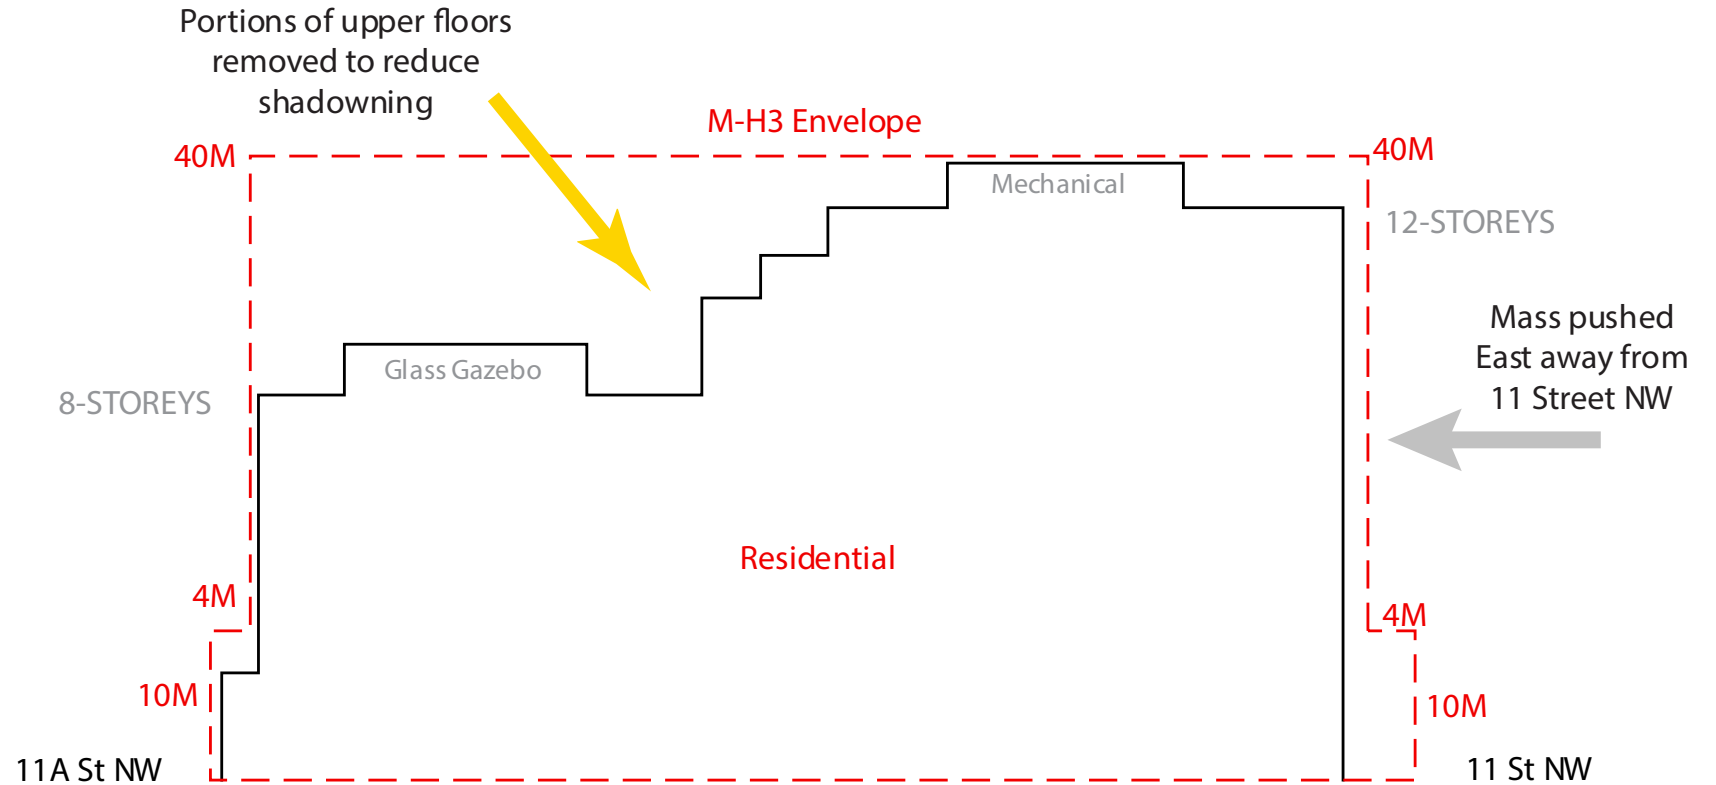 Portions of upper floors
removed to reduce
shadowning
M-H3 Envelope
40M
40M
Mechanical
12-STOREYS
Mass pushed
East away from
11 Street NW
Glass Gazebo
8-STOREYS
Residential
4M
4M
10M
10M
11A St NW
11 St NW